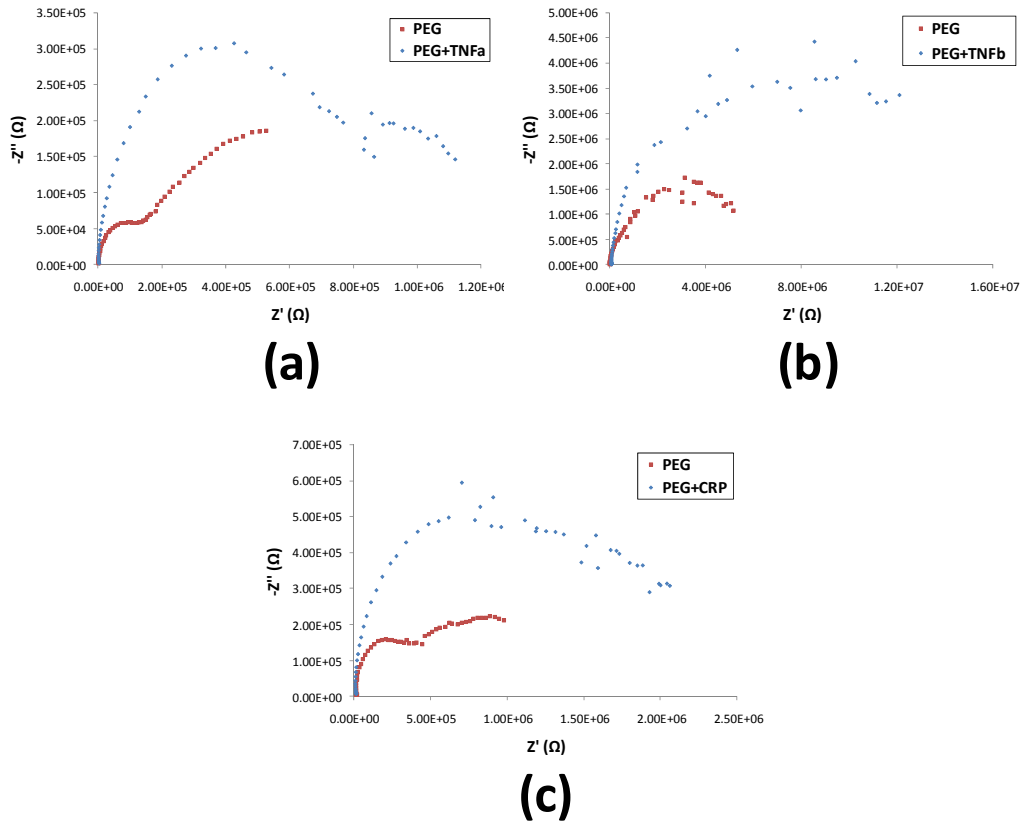 3.50E+05
3.00E+05
2.50E+05
2.00E+05
1.50E+05
1.00E+05
5.00E+04
0.00E+00
-Z'' (Ω)
PEG
PEG+TNFa
0.00E+00 2.00E+05 4.00E+05 6.00E+05 8.00E+05 1.00E+06 1.20E+06
Z' (Ω)
(a)
5.00E+06
4.50E+06
4.00E+06
3.50E+06
3.00E+06
2.50E+06
2.00E+06
1.50E+06
1.00E+06
5.00E+05
0.00E+00
-Z'' (Ω)
PEG
PEG+TNFb
0.00E+00 4.00E+06 8.00E+06 1.20E+07 1.60E+07
Z' (Ω)
(b)
7.00E+05
6.00E+05
5.00E+05
4.00E+05
3.00E+05
2.00E+05
1.00E+05
0.00E+00
-Z'' (Ω)
PEG
PEG+CRP
0.00E+00 5.00E+05 1.00E+06 1.50E+06 2.00E+06 2.50E+06
Z' (Ω)
(c)